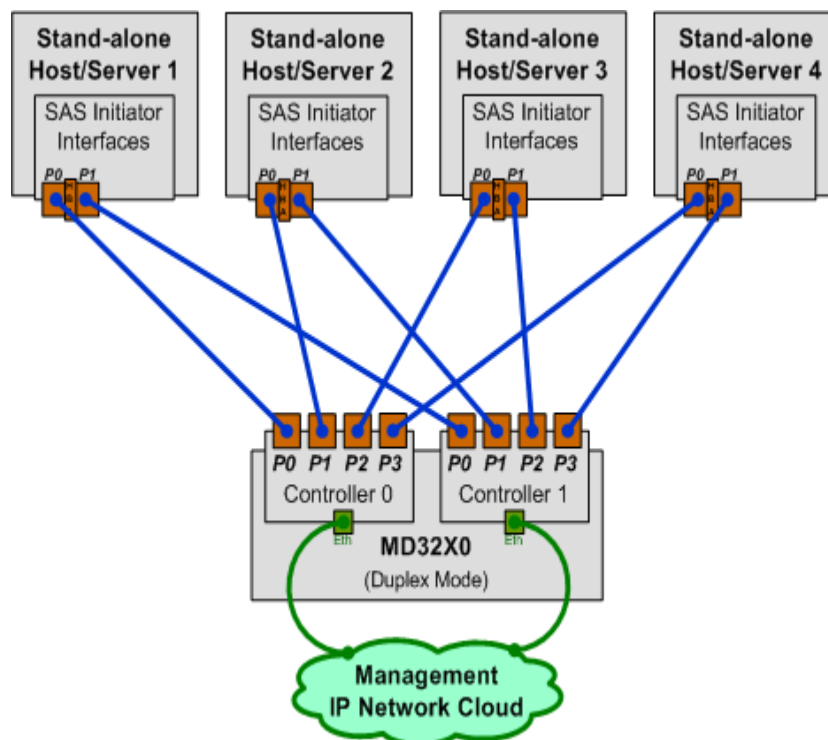 Stand-alone
Host/Server 1
SAS Initiator
Interfaces
P0 P1
HBA
Stand-alone
Host/Server 2
SAS Initiator
Interfaces
P0 P1
Stand-alone
Host/Server 3
SAS Initiator
Interfaces
P0 P1
HBA
Stand-alone
Host/Server 4
SAS Initiator
Interfaces
P0 P1
HBA
P0 P1 P2 P3
Controller 0
Eth
P0 P1 P2 P3
Controller 1
Eth
MD32X0
(Duplex Mode)
Management
IP Network Cloud